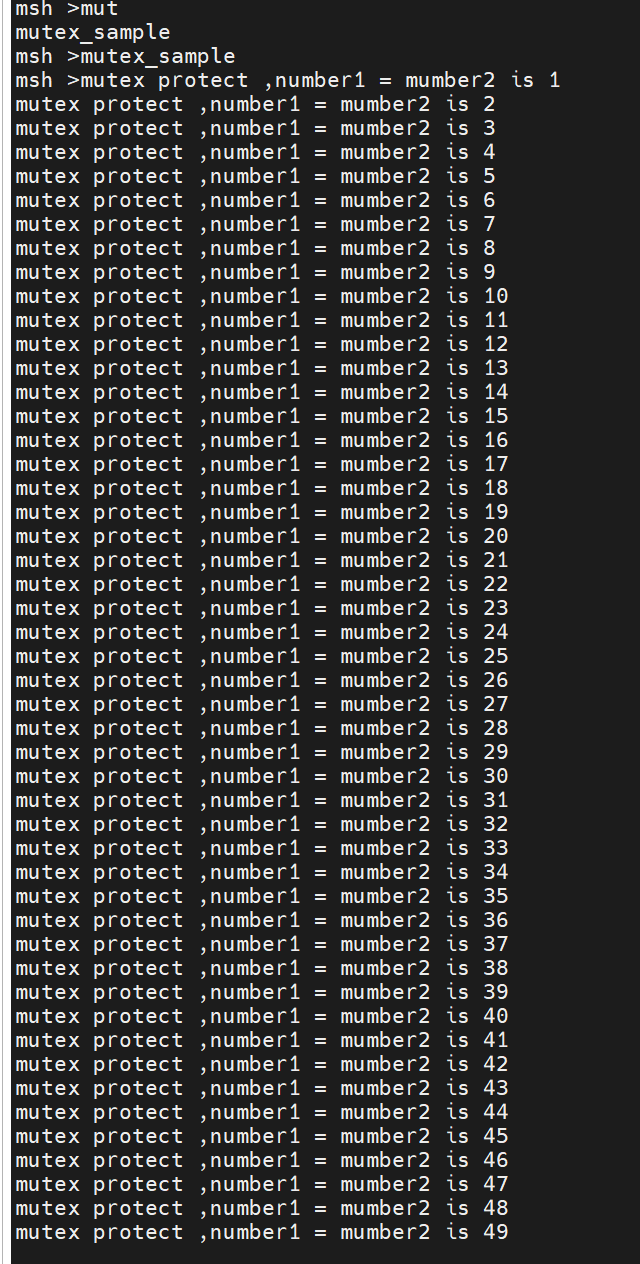 msh >mut
mutex_sample
msh >mutex_sample
msh >mutex protect ,number1 = mumber2 is 1
mutex protect ,number1 = mumber2 is 2
mutex protect ,number1 = mumber2 is 3
mutex protect ,number1 = mumber2 is 4
mutex protect ,number1 = mumber2 is 5
mutex protect ,number1 = mumber2 is 6
mutex protect ,number1 = mumber2 is 7
mutex protect ,number1 = mumber2 is 8
mutex protect ,number1 = mumber2 is 9
mutex protect ,number1 = mumber2 is 10
mutex protect ,number1 = mumber2 is 11
mutex protect ,number1 = mumber2 is 12
mutex protect ,number1 = mumber2 is 13
mutex protect ,number1 = mumber2 is 14
mutex protect ,number1 = mumber2 is 15
mutex protect ,number1 = mumber2 is 16
mutex protect ,number1 = mumber2 is 17
mutex protect ,number1 = mumber2 is 18
mutex protect ,number1 = mumber2 is 19
mutex protect ,number1 = mumber2 is 20
mutex protect ,number1 = mumber2 is 21
mutex protect ,number1 = mumber2 is 22
mutex protect ,number1 = mumber2 is 23
mutex protect ,number1 = mumber2 is 24
mutex protect ,number1 = mumber2 is 25
mutex protect ,number1 = mumber2 is 26
mutex protect ,number1 = mumber2 is 27
mutex protect ,number1 = mumber2 is 28
mutex protect ,number1 = mumber2 is 29
mutex protect ,number1 = mumber2 is 30
mutex protect ,number1 = mumber2 is 31
mutex protect ,number1 = mumber2 is 32
mutex protect ,number1 = mumber2 is 33
mutex protect ,number1 = mumber2 is 34
mutex protect ,number1 = mumber2 is 35
mutex protect ,number1 = mumber2 is 36
mutex protect ,number1 = mumber2 is 37
mutex protect ,number1 = mumber2 is 38
mutex protect ,number1 = mumber2 is 39
mutex protect ,number1 = mumber2 is 40
mutex protect ,number1 = mumber2 is 41
mutex protect ,number1 = mumber2 is 42
mutex protect ,number1 = mumber2 is 43
mutex protect ,number1 = mumber2 is 44
mutex protect ,number1 = mumber2 is 45
mutex protect ,number1 = mumber2 is 46
mutex protect ,number1 = mumber2 is 47
mutex protect ,number1 = mumber2 is 48
mutex protect ,number1 = mumber2 is 49